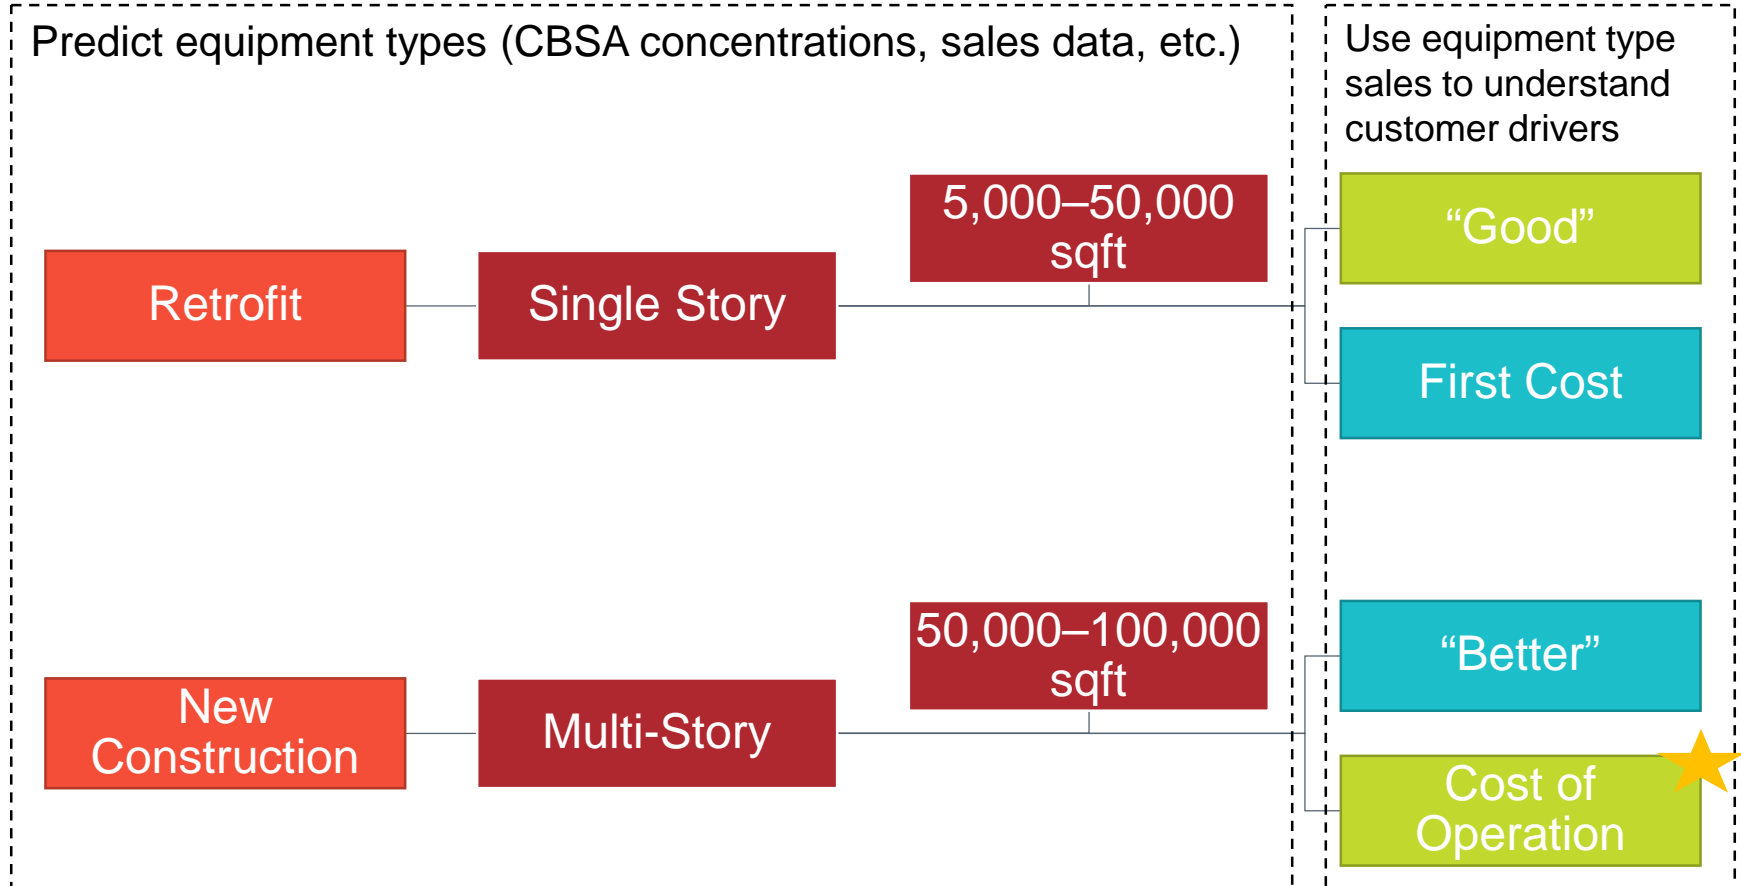 Predict equipment types (CBSA concentrations, sales data, etc.)
Use equipment type
sales to understand
customer drivers
5,000–50,000
sqft
“Good”
Retrofit
Single Story
First Cost
50,000–100,000
sqft
“Better”
New
Construction
Multi-Story
Cost of
Operation